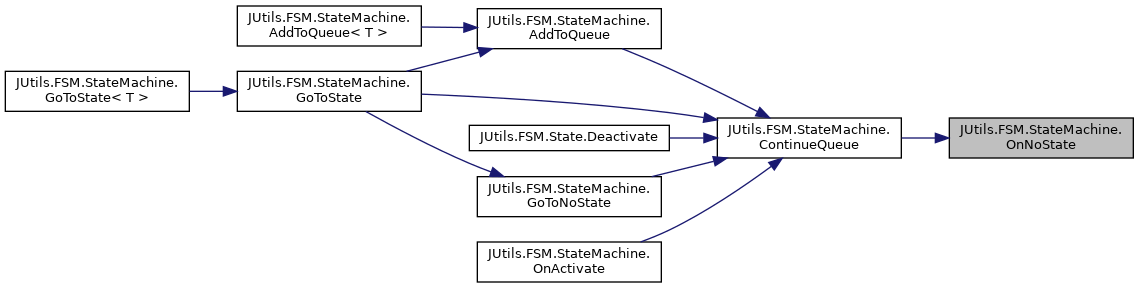 JUtils.FSM.StateMachine.
AddToQueue< T >
JUtils.FSM.StateMachine.
AddToQueue
JUtils.FSM.StateMachine.
GoToState< T >
JUtils.FSM.StateMachine.
GoToState
JUtils.FSM.State.Deactivate
JUtils.FSM.StateMachine.
ContinueQueue
JUtils.FSM.StateMachine.
OnNoState
JUtils.FSM.StateMachine.
GoToNoState
JUtils.FSM.StateMachine.
OnActivate